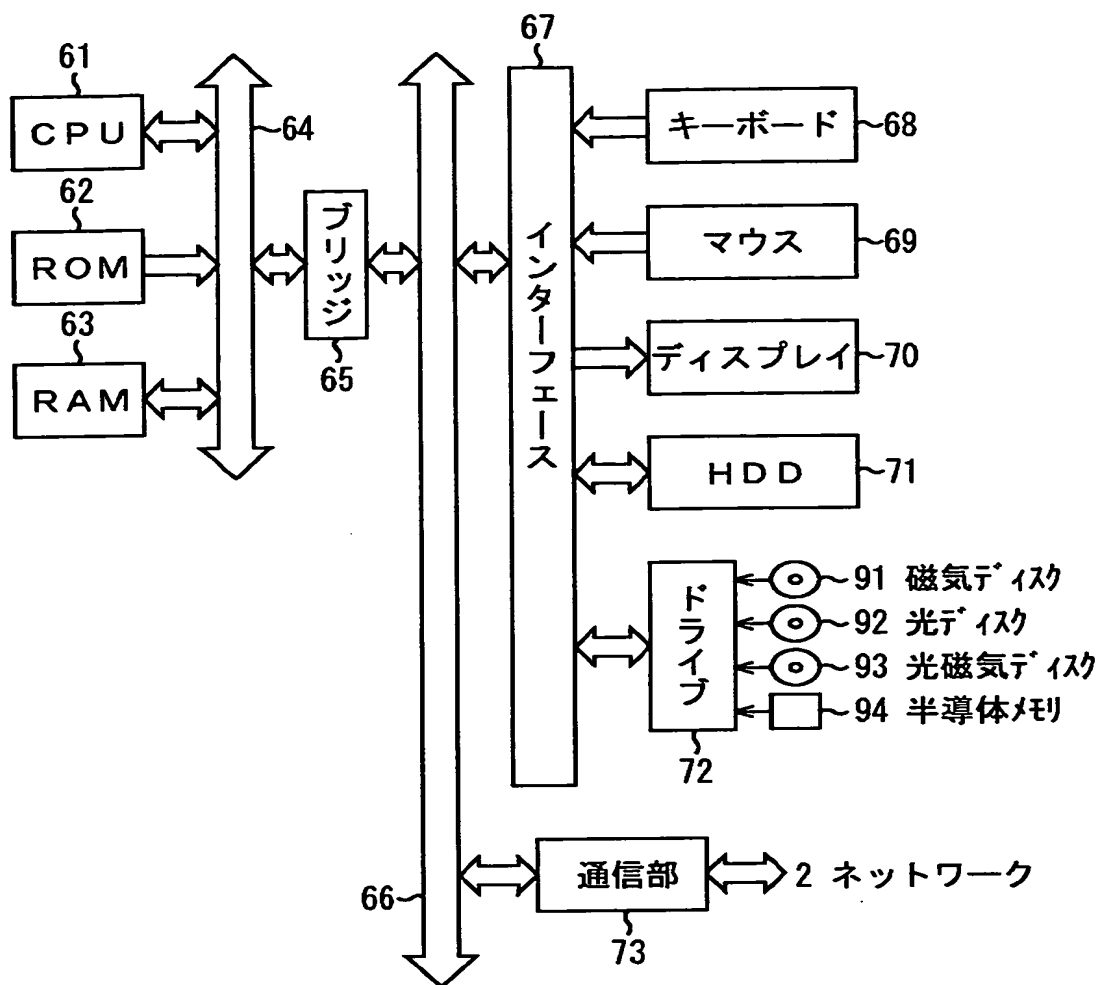 61
CPU
62
ROM
63
RAM
64
ブリッジ
65
66
67
インターフェース
キーボード 68
マウス 69
ディスプレイ 70
HDD 71
ドライブ
72
91 磁気ディスク
92 光ディスク
93 光磁気ディスク
94 半導体メモリ
通信部
73
2 ネットワーク